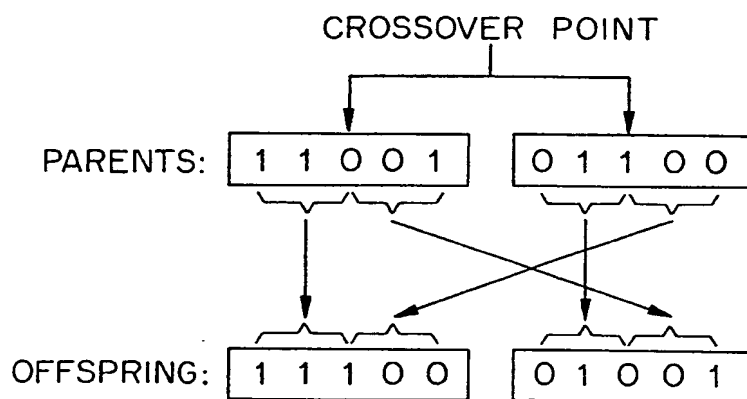 CROSSOVER POINT
PARENTS: 1 1 0 0 1 0 1 1 0 0
OFFSPRING: 1 1 1 0 0 0 1 0 0 1